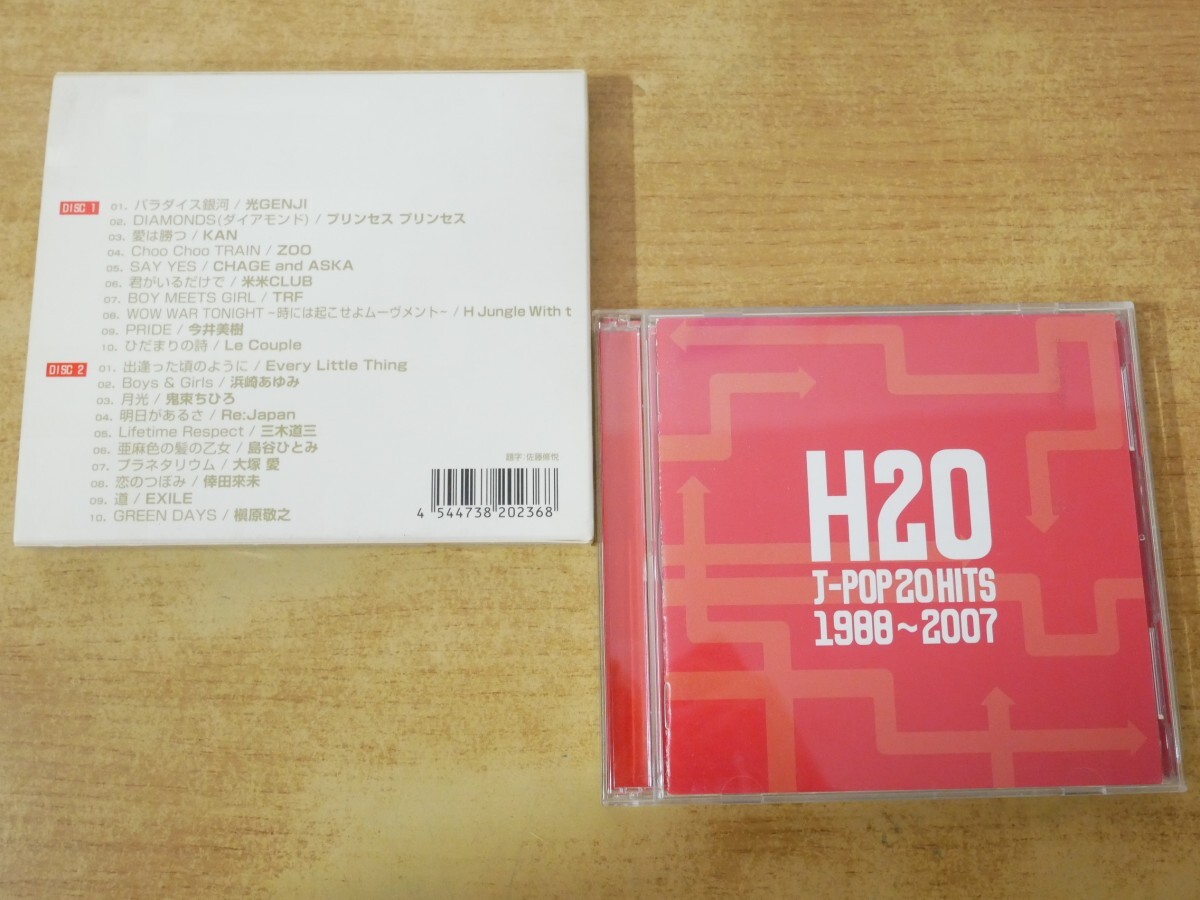 DISC 1
01. パラダイス銀河 / 光GENJI
02. DIAMONDS(ダイアモンド) / プリンセス プリンセス
03. 愛は勝つ / KAN
04. Choo Choo TRAIN / ZOO
05. SAY YES / CHAGE and ASKA
06. 君がいるだけで / 米米CLUB
07. BOY MEETS GIRL / TRF
08. WOW WAR TONIGHT -時には起こせよムーヴメント- / H Jungle With t
09. PRIDE / 今井美樹
10. ひだまりの詩 / Le Couple
DISC 2
01. 出逢った頃のように / Every Little Thing
02. Boys & Girls / 浜崎あゆみ
03. 月光 / 鬼束ちひろ
04. 明日があるさ / Re:Japan
05. Lifetime Respect / 三木道三
06. 亜麻色の髪の乙女 / 島谷ひとみ
07. プラネタリウム / 大塚 愛
08. 恋のつぼみ / 倖田來未
09. 道 / EXILE
10. GREEN DAYS / 槇原敬之
題字 佐藤修悦
4 544738 202368
H20
J-POP20HITS
1988~2007